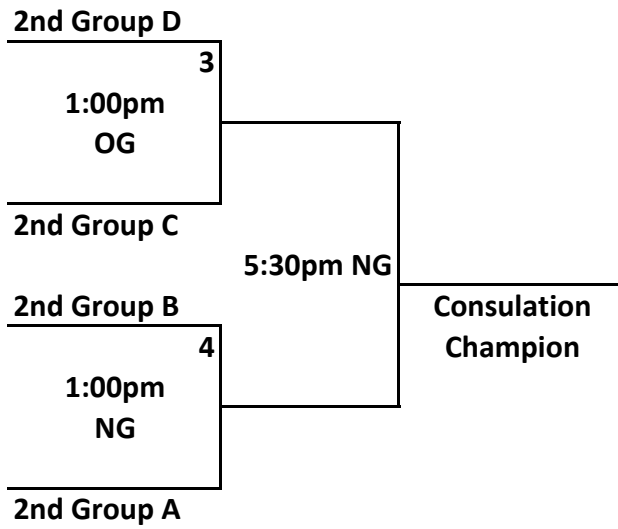 2nd Group D
3
1:00pm
OG
2nd Group C
5:30pm NG
2nd Group B
Consulation
Champion
4
1:00pm
NG
2nd Group A